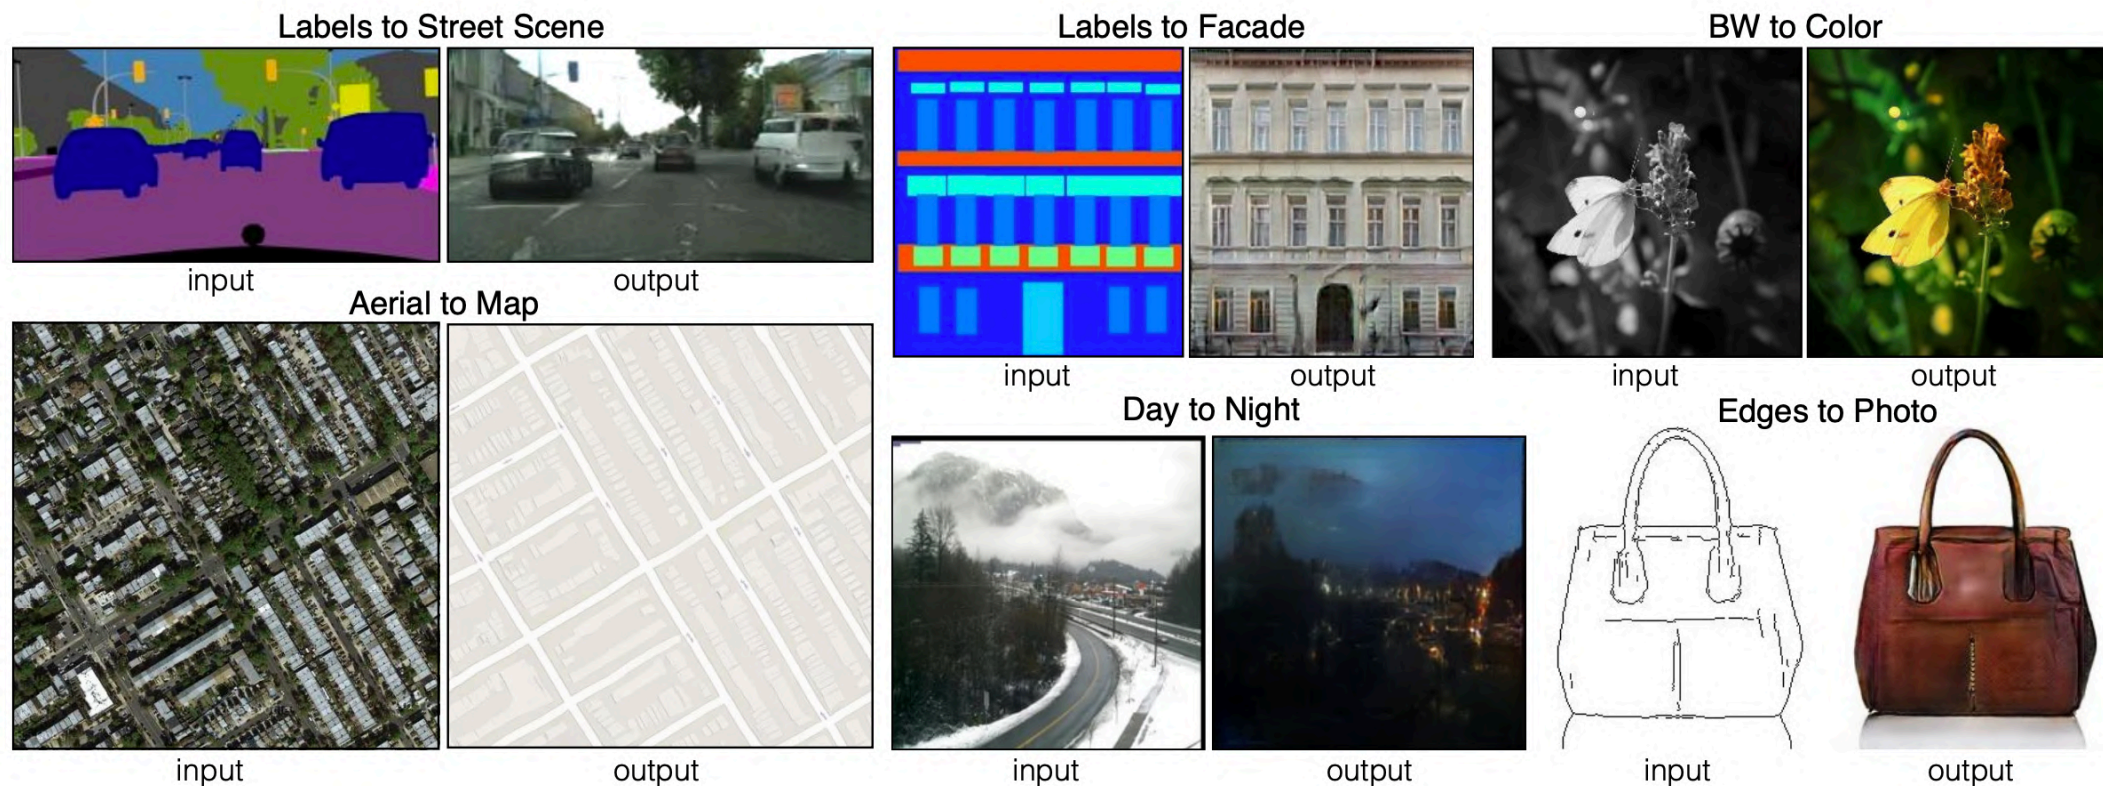 Labels to Street Scene
input
output
Aerial to Map
input
output
Labels to Facade
input
output
BW to Color
input
output
Day to Night
input
output
Edges to Photo
input
output